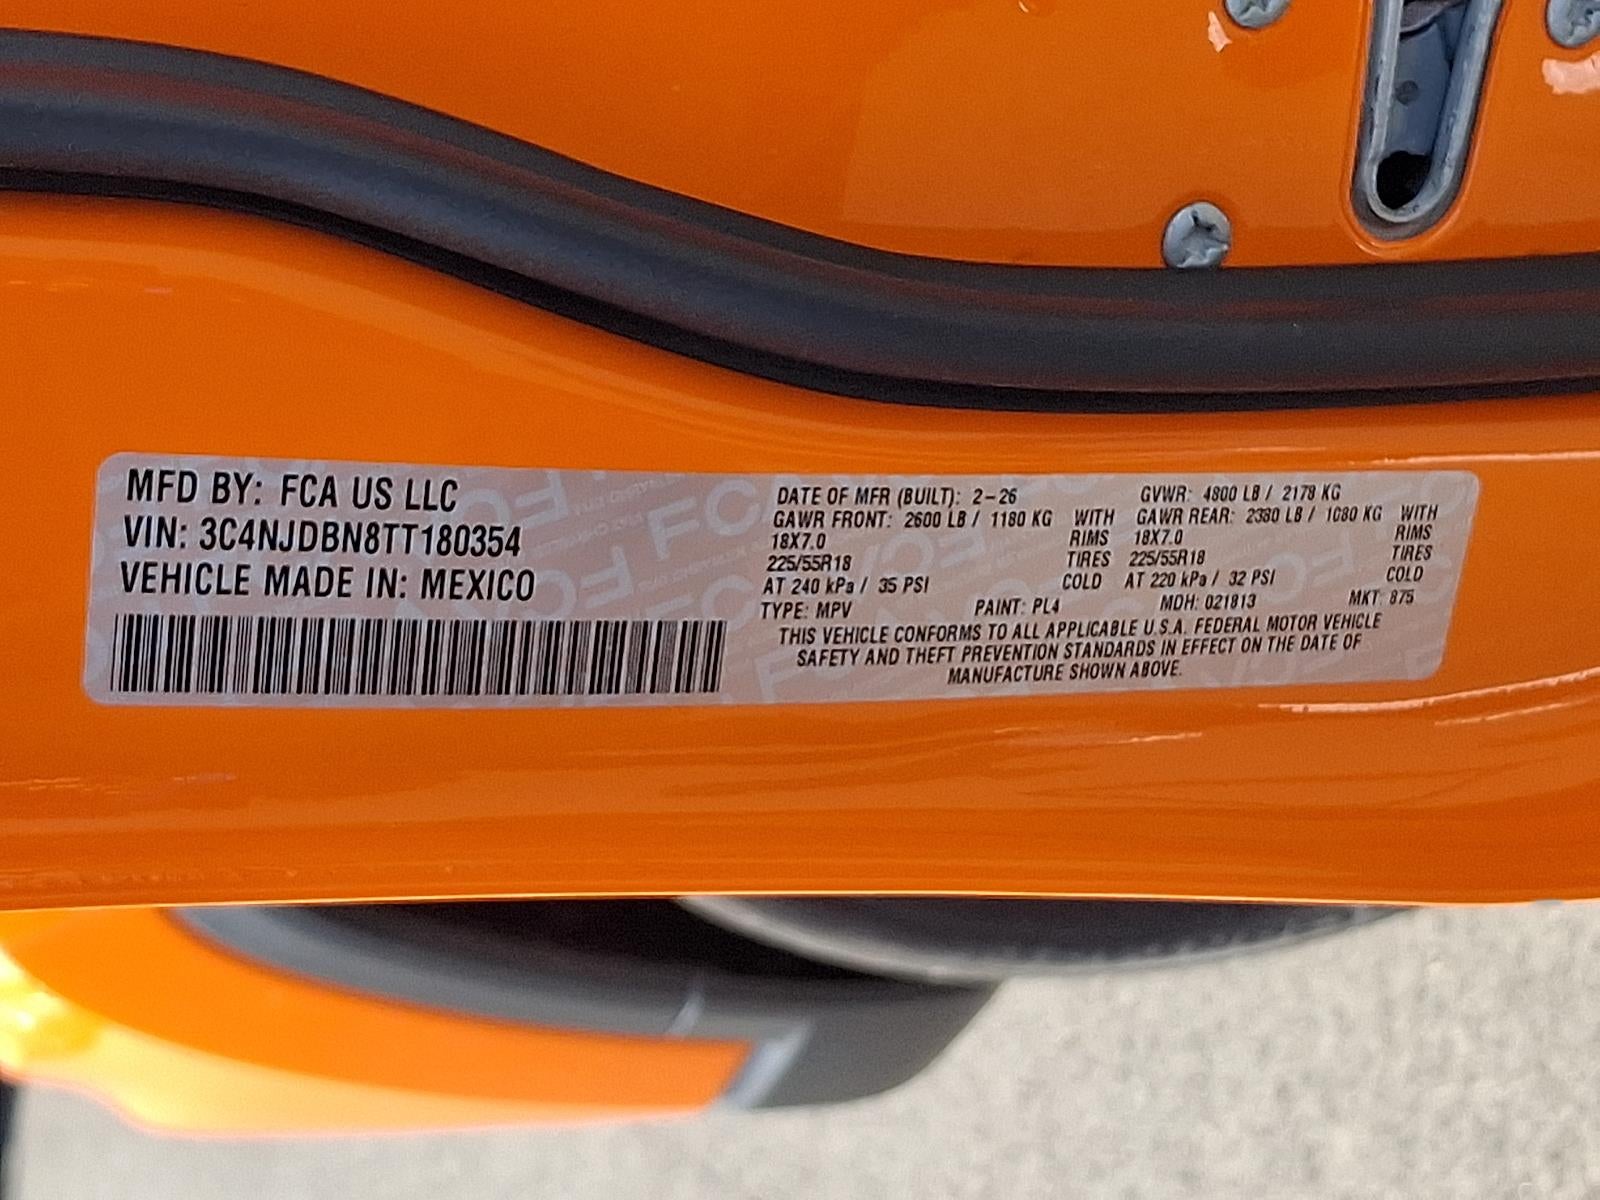 MFD BY: FCA US LLC
VIN: 3C4NJDBN8TT180354
VEHICLE MADE IN: MEXICO
DATE OF MFR (BUILT): 2-26 GVWR: 4800 LB / 2178 KG
GAWR FRONT: 2600 LB / 1180 KG WITH GAWR REAR: 2380 LB / 1080 KG WITH
18X7.0 RIMS 18X7.0 RIMS
225/55R18 TIRES 225/55R18 TIRES
AT 240 kPa / 35 PSI COLD AT 220 kPa / 32 PSI COLD
TYPE: MPV PAINT: PL4 MDH: 021813 MKT: 875
THIS VEHICLE CONFORMS TO ALL APPLICABLE U.S.A. FEDERAL MOTOR VEHICLE
SAFETY AND THEFT PREVENTION STANDARDS IN EFFECT ON THE DATE OF
MANUFACTURE SHOWN ABOVE.